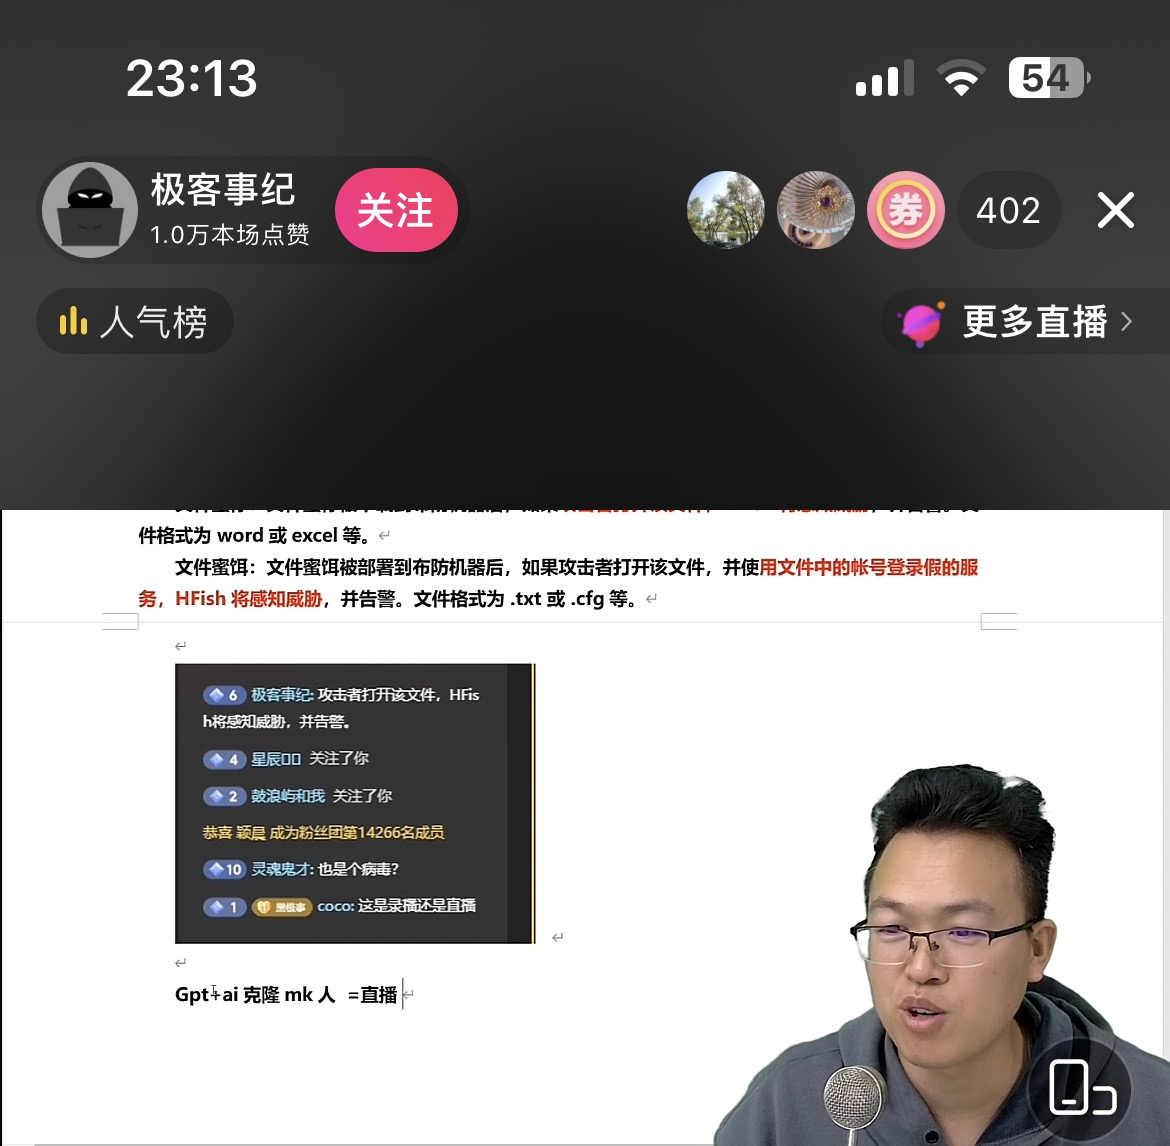 23:13
54
极客事纪
1.0万本场点赞
关注
券
402
人气榜
更多直播
件格式为 word 或 excel 等。
文件蜜饵：文件蜜饵被部署到布防机器后，如果攻击者打开该文件，并使用文件中的帐号登录假的服
务，HFish 将感知威胁，并告警。文件格式为 .txt 或 .cfg 等。
6 极客事纪: 攻击者打开该文件，HFis
h将感知威胁，并告警。
4 星辰 关注了你
2 鼓浪屿和我 关注了你
恭喜 颖晨 成为粉丝团第14266名成员
10 灵魂鬼才: 也是个病毒?
1 coco: 这是录播还是直播
Gpt+ai 克隆 mk 人 =直播